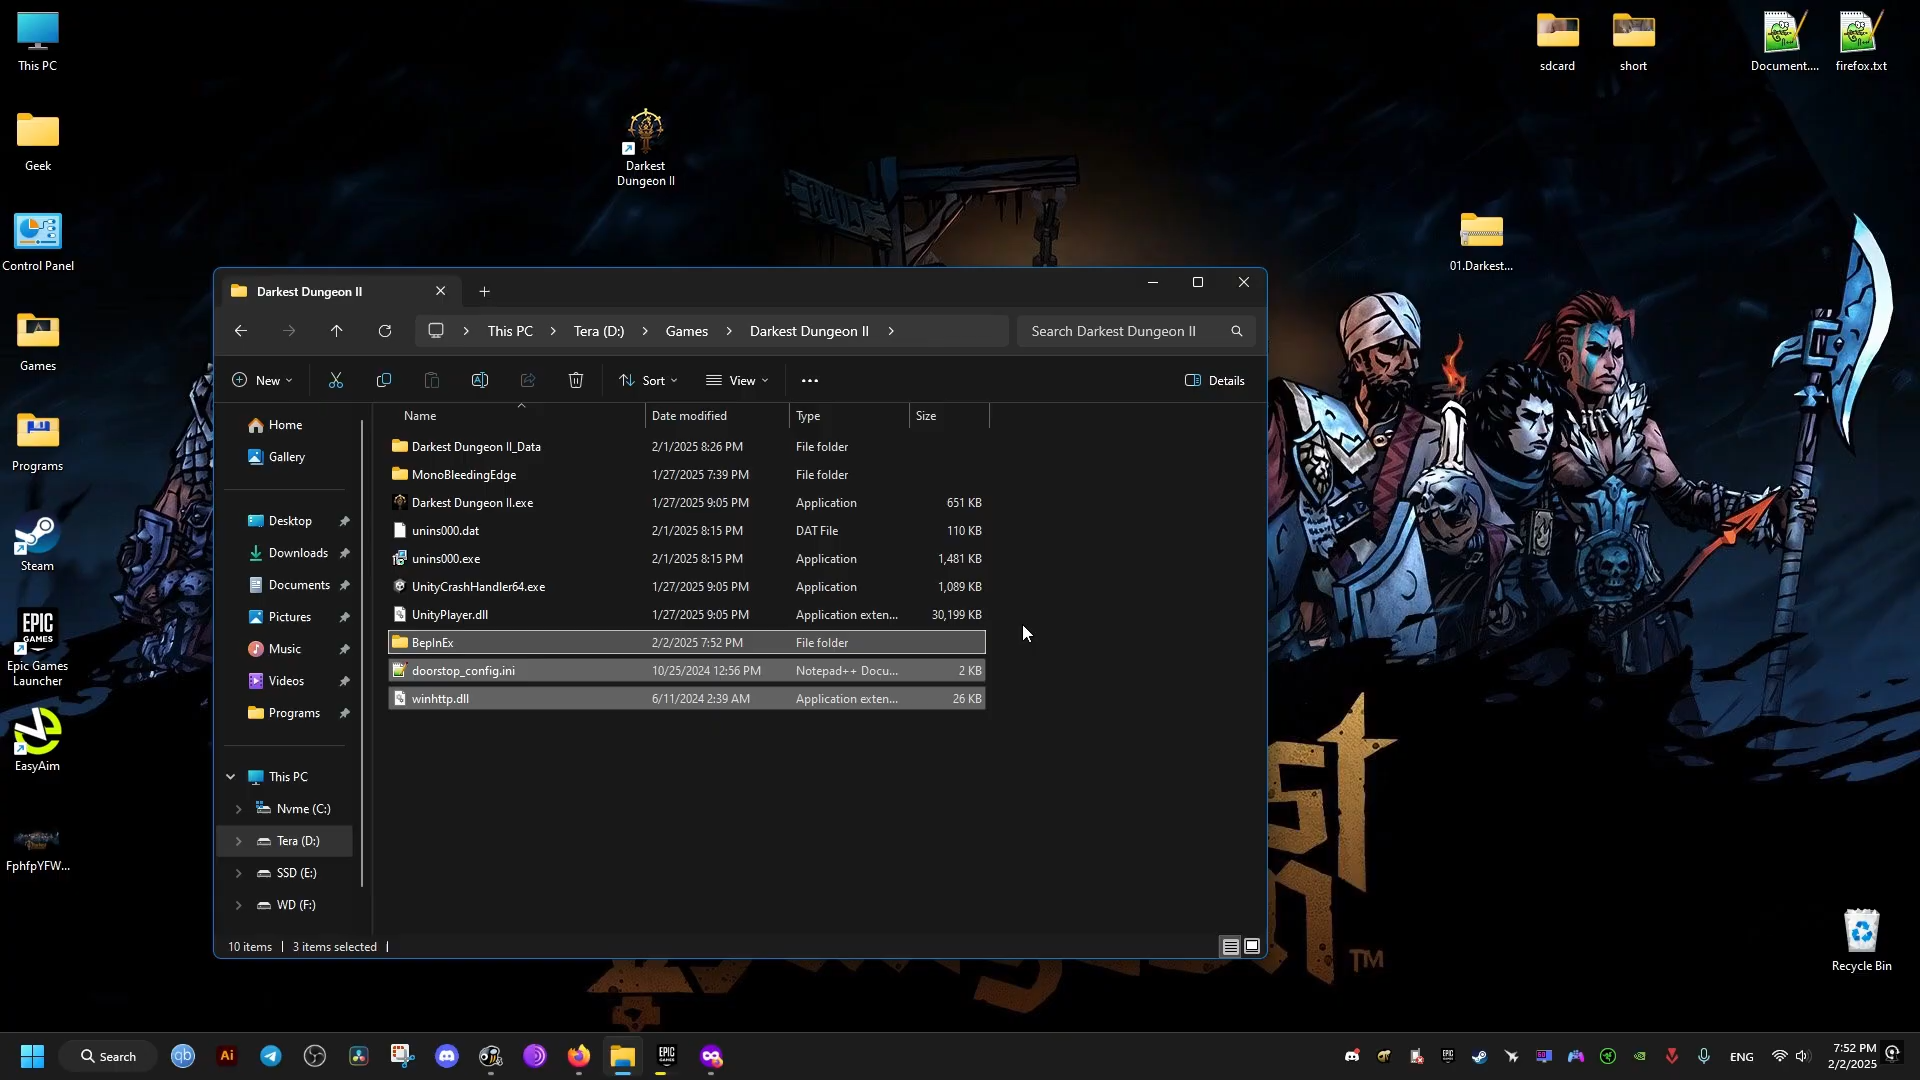 This PC
Geek
Control Panel
Games
Programs
Steam
EPIC
GAMES
Epic Games
Launcher
EasyAim
FphfpYFW...
Darkest
Dungeon II
sdcard
short
Document....
firefox.txt
01.Darkest...
Recycle Bin
Darkest Dungeon II
This PC
Tera (D:)
Games
Darkest Dungeon II
Search Darkest Dungeon II
New
Sort
View
Details
Home
Gallery
Desktop
Downloads
Documents
Pictures
Music
Videos
Programs
This PC
Nvme (C:)
Tera (D:)
SSD (E:)
WD (F:)
Name Date modified Type Size
Darkest Dungeon II_Data 2/1/2025 8:26 PM File folder
MonoBleedingEdge 1/27/2025 7:39 PM File folder
Darkest Dungeon II.exe 1/27/2025 9:05 PM Application 651 KB
unins000.dat 2/1/2025 8:15 PM DAT File 110 KB
unins000.exe 2/1/2025 8:15 PM Application 1,481 KB
UnityCrashHandler64.exe 1/27/2025 9:05 PM Application 1,089 KB
UnityPlayer.dll 1/27/2025 9:05 PM Application exten... 30,199 KB
BepInEx 2/2/2025 7:52 PM File folder
doorstop_config.ini 10/25/2024 12:56 PM Notepad++ Docu... 2 KB
winhttp.dll 6/11/2024 2:39 AM Application exten... 26 KB
10 items 3 items selected
TM
Search
qb
Ai
EPIC
GAMES
ENG
7:52 PM
2/2/2025